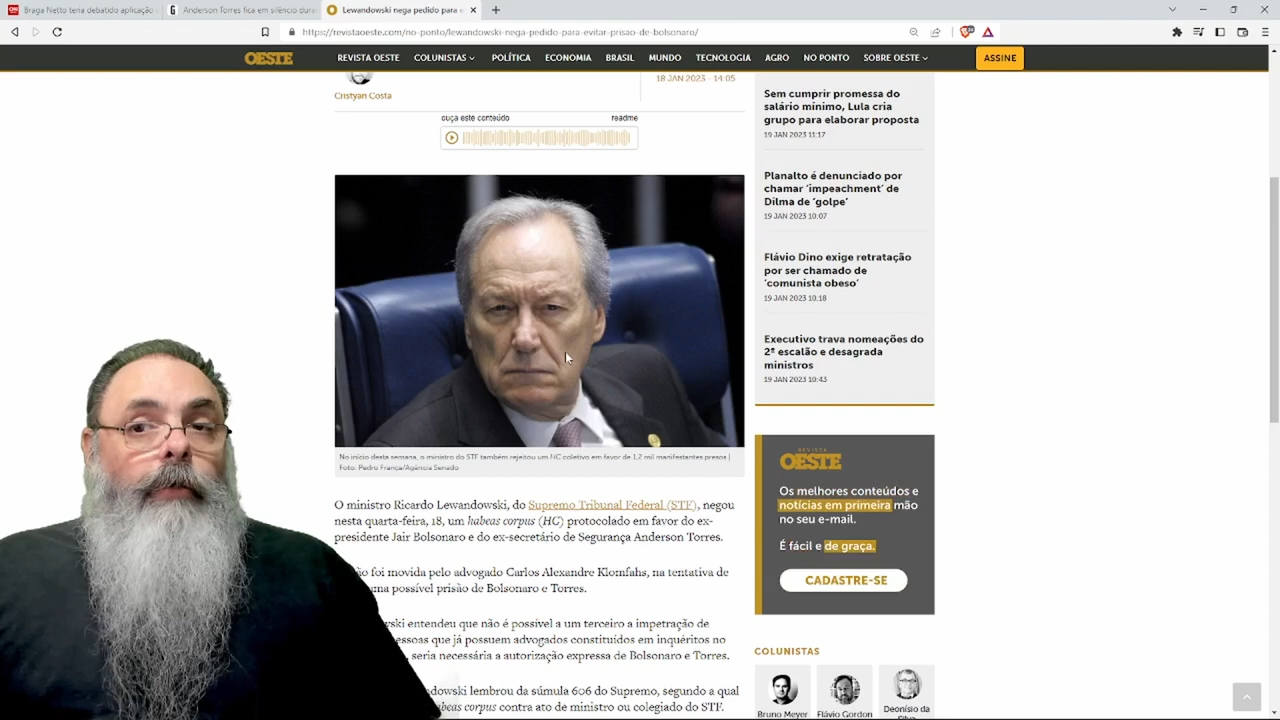 Braga Netto teria debatido aplicação
Anderson Torres fica em silêncio dura
Lewandowski nega pedido para e
https://revistaoeste.com/no-ponto/lewandowski-nega-pedido-para-evitar-prisao-de-bolsonaro/
OESTE
REVISTA OESTE COLUNISTAS POLÍTICA ECONOMIA BRASIL MUNDO TECNOLOGIA AGRO NO PONTO SOBRE OESTE ASSINE
Cristyan Costa
18 JAN 2023 - 14:05
ouça este conteúdo readme
No início desta semana, o ministro do STF também rejeitou um HC coletivo em favor de 1,2 mil manifestantes presos |
Foto: Pedro França/Agência Senado
O ministro Ricardo Lewandowski, do Supremo Tribunal Federal (STF), negou
nesta quarta-feira, 18, um habeas corpus (HC) protocolado em favor do ex-
presidente Jair Bolsonaro e do ex-secretário de Segurança Anderson Torres.
ão foi movida pelo advogado Carlos Alexandre Klomfahs, na tentativa de
uma possível prisão de Bolsonaro e Torres.
wski entendeu que não é possível a um terceiro a impetração de
essoas que já possuem advogados constituídos em inquéritos no
, seria necessária a autorização expressa de Bolsonaro e Torres.
ndowski lembrou da súmula 606 do Supremo, segundo a qual
abeas corpus contra ato de ministro ou colegiado do STF.
Sem cumprir promessa do
salário mínimo, Lula cria
grupo para elaborar proposta
19 JAN 2023 11:17
Planalto é denunciado por
chamar ‘impeachment’ de
Dilma de ‘golpe’
19 JAN 2023 10:07
Flávio Dino exige retratação
por ser chamado de
‘comunista obeso’
19 JAN 2023 10:18
Executivo trava nomeações do
2º escalão e desagrada
ministros
19 JAN 2023 10:43
REVISTA
OESTE
Os melhores conteúdos e
notícias em primeira mão
no seu e-mail.
É fácil e de graça.
CADASTRE-SE
COLUNISTAS
Bruno Meyer
Flávio Gordon
Deonísio da